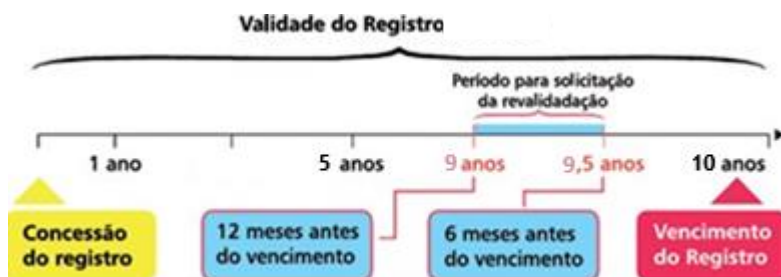 Validade do Registro
Período para solicitação
da revalidadação
1 ano
5 anos
9 anos
9,5 anos
10 anos
Concessão
do registro
12 meses antes
do vencimento
6 meses antes
do vencimento
Vencimento
do Registro